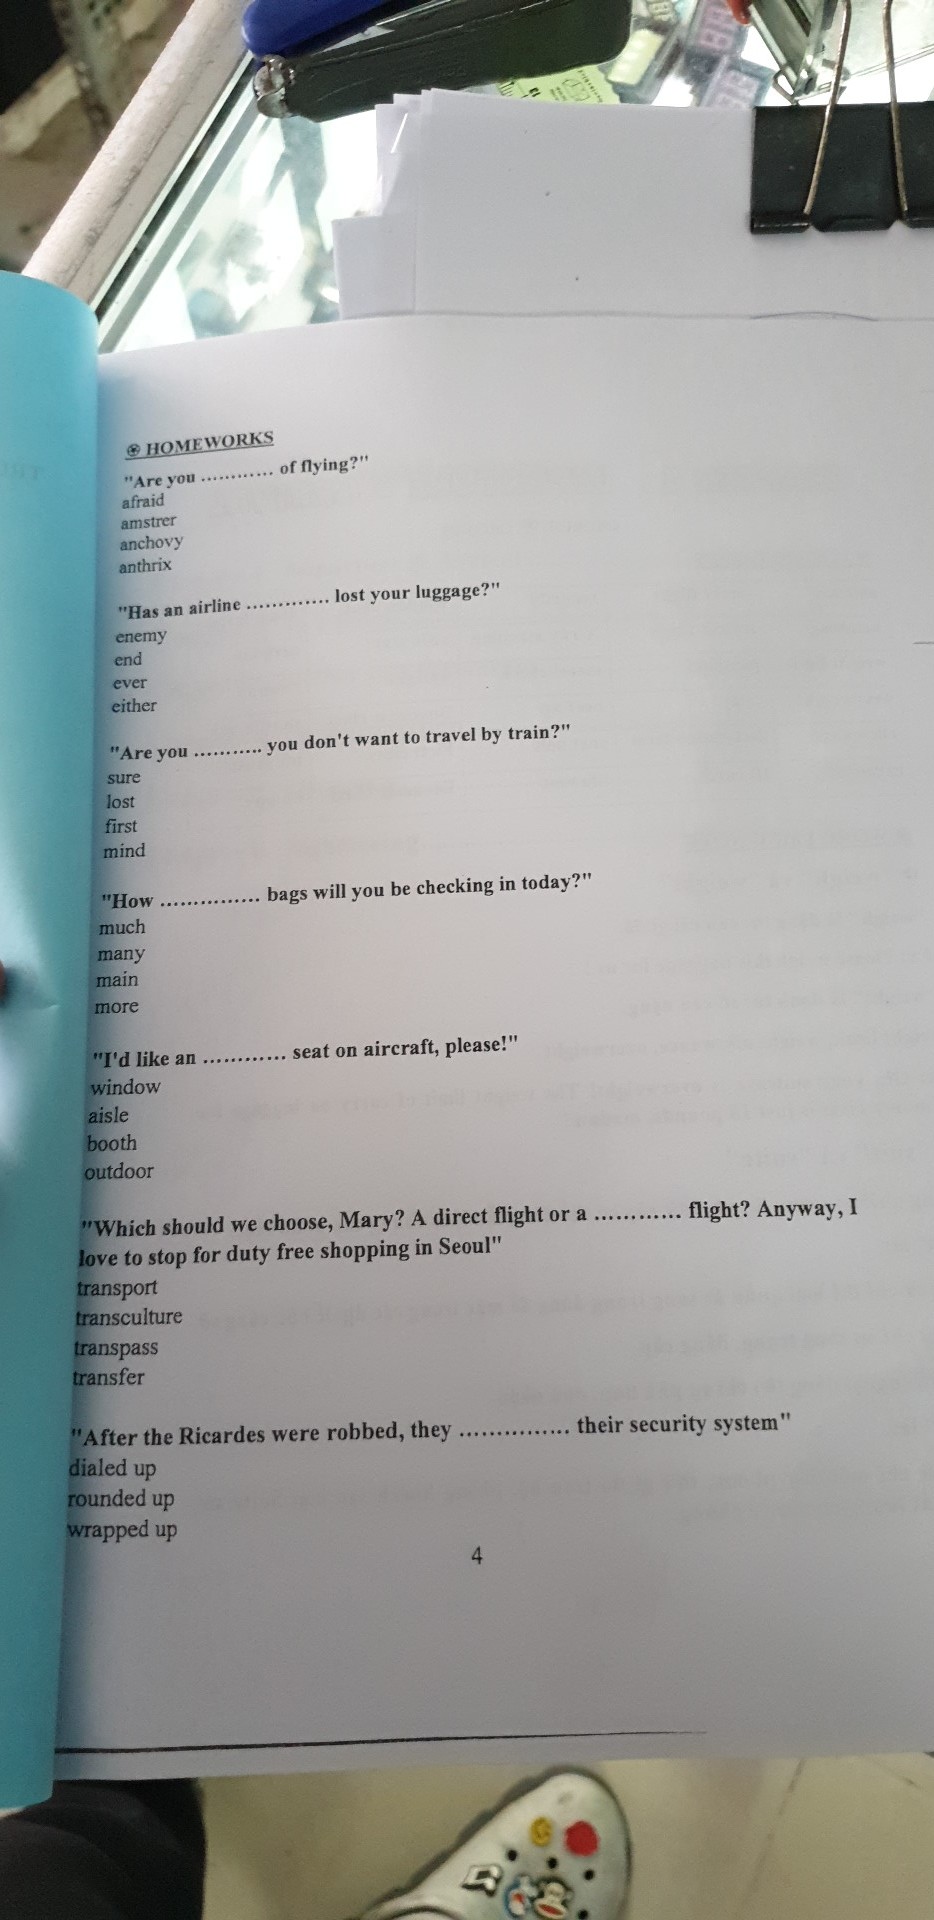 HOMEWORKS
"Are you ............ of flying?"
afraid
amstrer
anchovy
anthrix
"Has an airline ............. lost your luggage?"
enemy
end
ever
either
"Are you ........... you don't want to travel by train?"
sure
lost
first
mind
"How ............... bags will you be checking in today?"
much
many
main
more
"I'd like an ............ seat on aircraft, please!"
window
aisle
booth
outdoor
"Which should we choose, Mary? A direct flight or a ............ flight? Anyway, I
love to stop for duty free shopping in Seoul"
transport
transculture
transpass
transfer
"After the Ricardes were robbed, they ............... their security system"
dialed up
rounded up
wrapped up
4